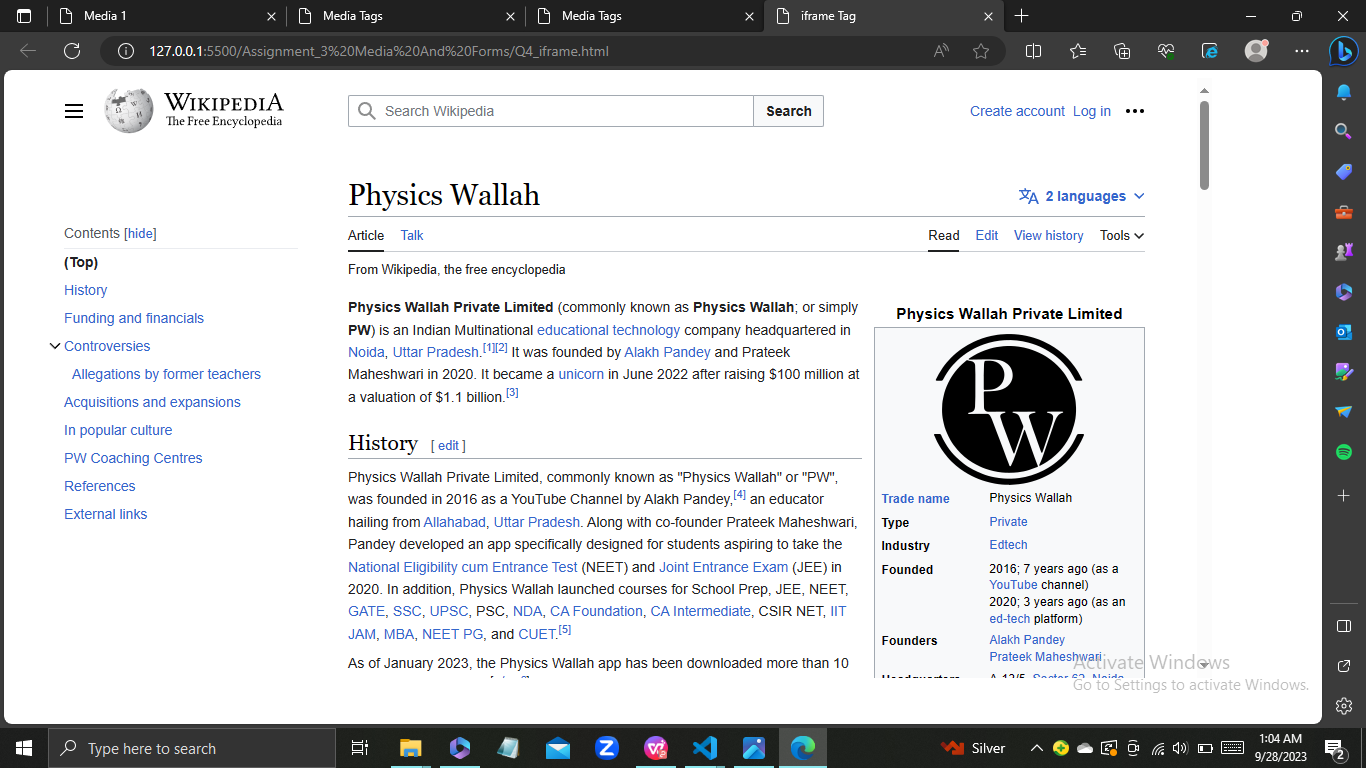 Media 1
Media Tags
Media Tags
iframe Tag
127.0.0.1:5500/Assignment_3%20Media%20And%20Forms/Q4_iframe.html
WIKIPEDIA
The Free Encyclopedia
Search Wikipedia
Search
Create account Log in
Physics Wallah
2 languages
Contents [hide]
(Top)
History
Funding and financials
Controversies
Allegations by former teachers
Acquisitions and expansions
In popular culture
PW Coaching Centres
References
External links
Article Talk
Read Edit View history Tools
From Wikipedia, the free encyclopedia
Physics Wallah Private Limited (commonly known as Physics Wallah; or simply
PW) is an Indian Multinational educational technology company headquartered in
Noida, Uttar Pradesh.[1][2] It was founded by Alakh Pandey and Prateek
Maheshwari in 2020. It became a unicorn in June 2022 after raising $100 million at
a valuation of $1.1 billion.[3]
History [ edit ]
Physics Wallah Private Limited, commonly known as "Physics Wallah" or "PW",
was founded in 2016 as a YouTube Channel by Alakh Pandey,[4] an educator
hailing from Allahabad, Uttar Pradesh. Along with co-founder Prateek Maheshwari,
Pandey developed an app specifically designed for students aspiring to take the
National Eligibility cum Entrance Test (NEET) and Joint Entrance Exam (JEE) in
2020. In addition, Physics Wallah launched courses for School Prep, JEE, NEET,
GATE, SSC, UPSC, PSC, NDA, CA Foundation, CA Intermediate, CSIR NET, IIT
JAM, MBA, NEET PG, and CUET.[5]
As of January 2023, the Physics Wallah app has been downloaded more than 10
Physics Wallah Private Limited
P
W
Trade name Physics Wallah
Type Private
Industry Edtech
Founded 2016; 7 years ago (as a
YouTube channel)
2020; 3 years ago (as an
ed-tech platform)
Founders Alakh Pandey
Prateek Maheshwari
Headquarters A-13/5, Sector 62, Noida
Activate Windows
Go to Settings to activate Windows.
Type here to search
Silver
1:04 AM
9/28/2023
2